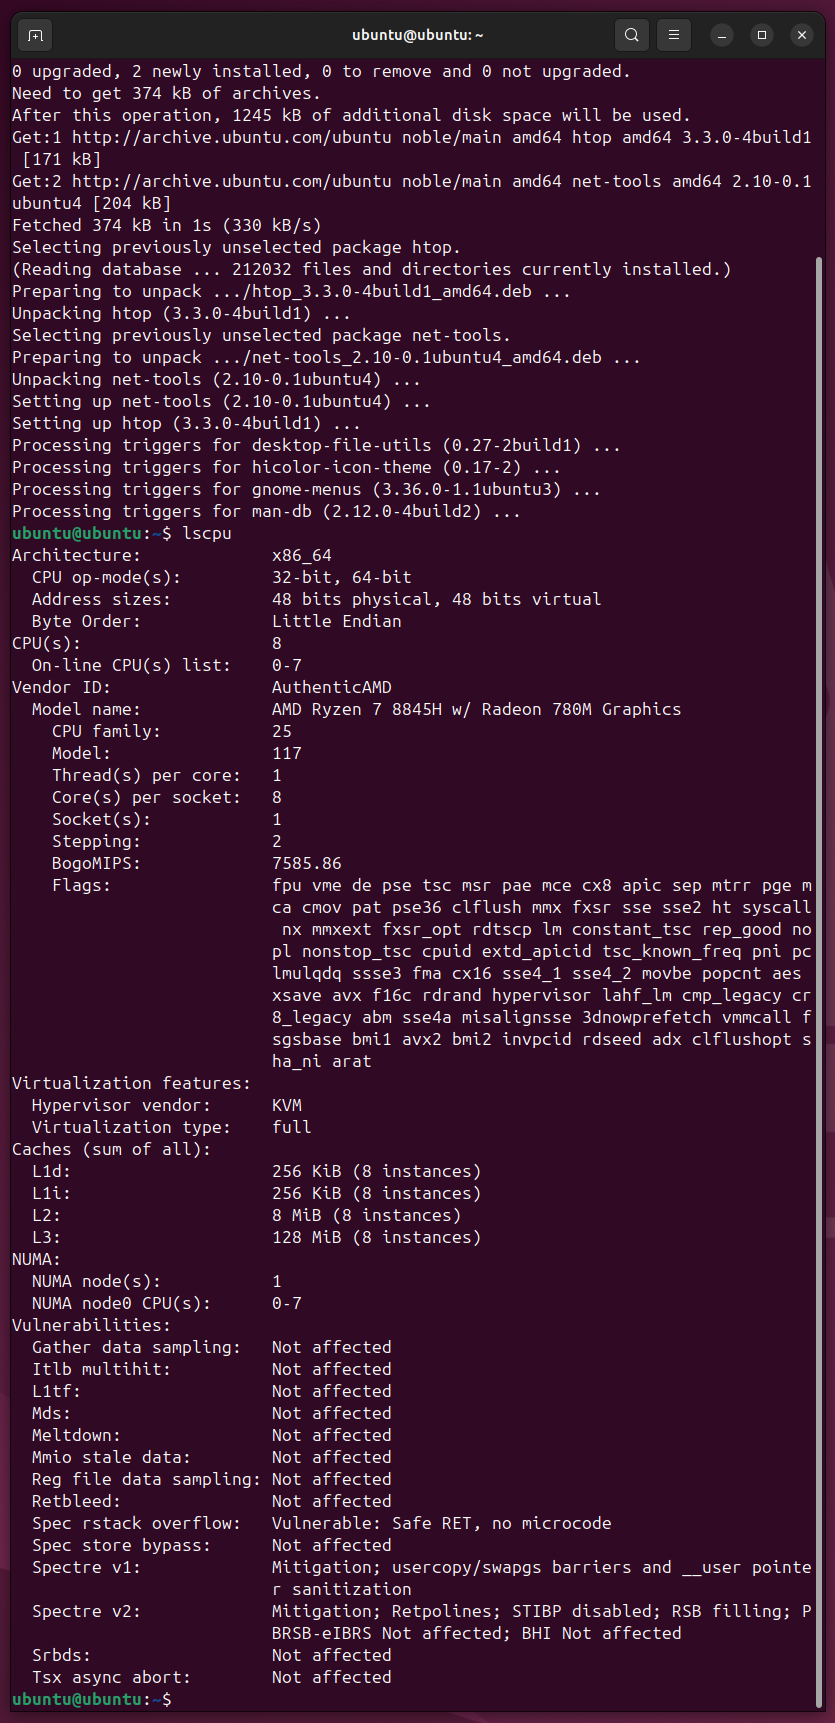 ubuntu@ubuntu: ~
0 upgraded, 2 newly installed, 0 to remove and 0 not upgraded.
Need to get 374 kB of archives.
After this operation, 1245 kB of additional disk space will be used.
Get:1 http://archive.ubuntu.com/ubuntu noble/main amd64 htop amd64 3.3.0-4build1
 [171 kB]
Get:2 http://archive.ubuntu.com/ubuntu noble/main amd64 net-tools amd64 2.10-0.1
ubuntu4 [204 kB]
Fetched 374 kB in 1s (330 kB/s)
Selecting previously unselected package htop.
(Reading database ... 212032 files and directories currently installed.)
Preparing to unpack .../htop_3.3.0-4build1_amd64.deb ...
Unpacking htop (3.3.0-4build1) ...
Selecting previously unselected package net-tools.
Preparing to unpack .../net-tools_2.10-0.1ubuntu4_amd64.deb ...
Unpacking net-tools (2.10-0.1ubuntu4) ...
Setting up net-tools (2.10-0.1ubuntu4) ...
Setting up htop (3.3.0-4build1) ...
Processing triggers for desktop-file-utils (0.27-2build1) ...
Processing triggers for hicolor-icon-theme (0.17-2) ...
Processing triggers for gnome-menus (3.36.0-1.1ubuntu3) ...
Processing triggers for man-db (2.12.0-4build2) ...
ubuntu@ubuntu:~$ lscpu
Architecture:             x86_64
  CPU op-mode(s):         32-bit, 64-bit
  Address sizes:          48 bits physical, 48 bits virtual
  Byte Order:             Little Endian
CPU(s):                   8
  On-line CPU(s) list:    0-7
Vendor ID:                AuthenticAMD
  Model name:             AMD Ryzen 7 8845H w/ Radeon 780M Graphics
    CPU family:           25
    Model:                117
    Thread(s) per core:   1
    Core(s) per socket:   8
    Socket(s):            1
    Stepping:             2
    BogoMIPS:             7585.86
    Flags:                fpu vme de pse tsc msr pae mce cx8 apic sep mtrr pge m
                          ca cmov pat pse36 clflush mmx fxsr sse sse2 ht syscall
                           nx mmxext fxsr_opt rdtscp lm constant_tsc rep_good no
                          pl nonstop_tsc cpuid extd_apicid tsc_known_freq pni pc
                          lmulqdq ssse3 fma cx16 sse4_1 sse4_2 movbe popcnt aes 
                          xsave avx f16c rdrand hypervisor lahf_lm cmp_legacy cr
                          8_legacy abm sse4a misalignsse 3dnowprefetch vmmcall f
                          sgsbase bmi1 avx2 bmi2 invpcid rdseed adx clflushopt s
                          ha_ni arat
Virtualization features:
  Hypervisor vendor:      KVM
  Virtualization type:    full
Caches (sum of all):
  L1d:                    256 KiB (8 instances)
  L1i:                    256 KiB (8 instances)
  L2:                     8 MiB (8 instances)
  L3:                     128 MiB (8 instances)
NUMA:
  NUMA node(s):           1
  NUMA node0 CPU(s):      0-7
Vulnerabilities:
  Gather data sampling:   Not affected
  Itlb multihit:          Not affected
  L1tf:                   Not affected
  Mds:                    Not affected
  Meltdown:               Not affected
  Mmio stale data:        Not affected
  Reg file data sampling: Not affected
  Retbleed:               Not affected
  Spec rstack overflow:   Vulnerable: Safe RET, no microcode
  Spec store bypass:      Not affected
  Spectre v1:             Mitigation; usercopy/swapgs barriers and __user pointe
                          r sanitization
  Spectre v2:             Mitigation; Retpolines; STIBP disabled; RSB filling; P
                          BRSB-eIBRS Not affected; BHI Not affected
  Srbds:                  Not affected
  Tsx async abort:        Not affected
ubuntu@ubuntu:~$